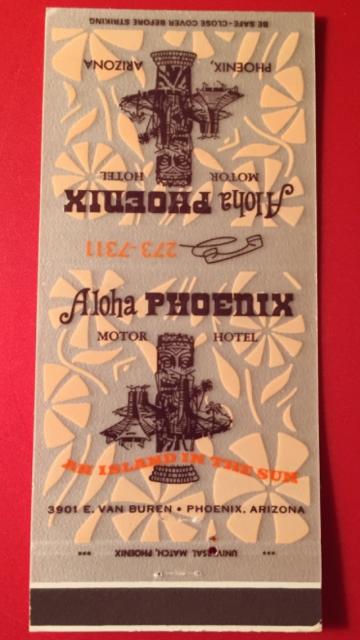 BE SAFE - CLOSE COVER BEFORE STRIKING
PHOENIX, ARIZONA
MOTOR HOTEL
Aloha PHOENIX
273-7311
Aloha PHOENIX
MOTOR HOTEL
AN ISLAND IN THE SUN
3901 E. VAN BUREN • PHOENIX, ARIZONA
*** UNIVERSAL MATCH, PHOENIX ***